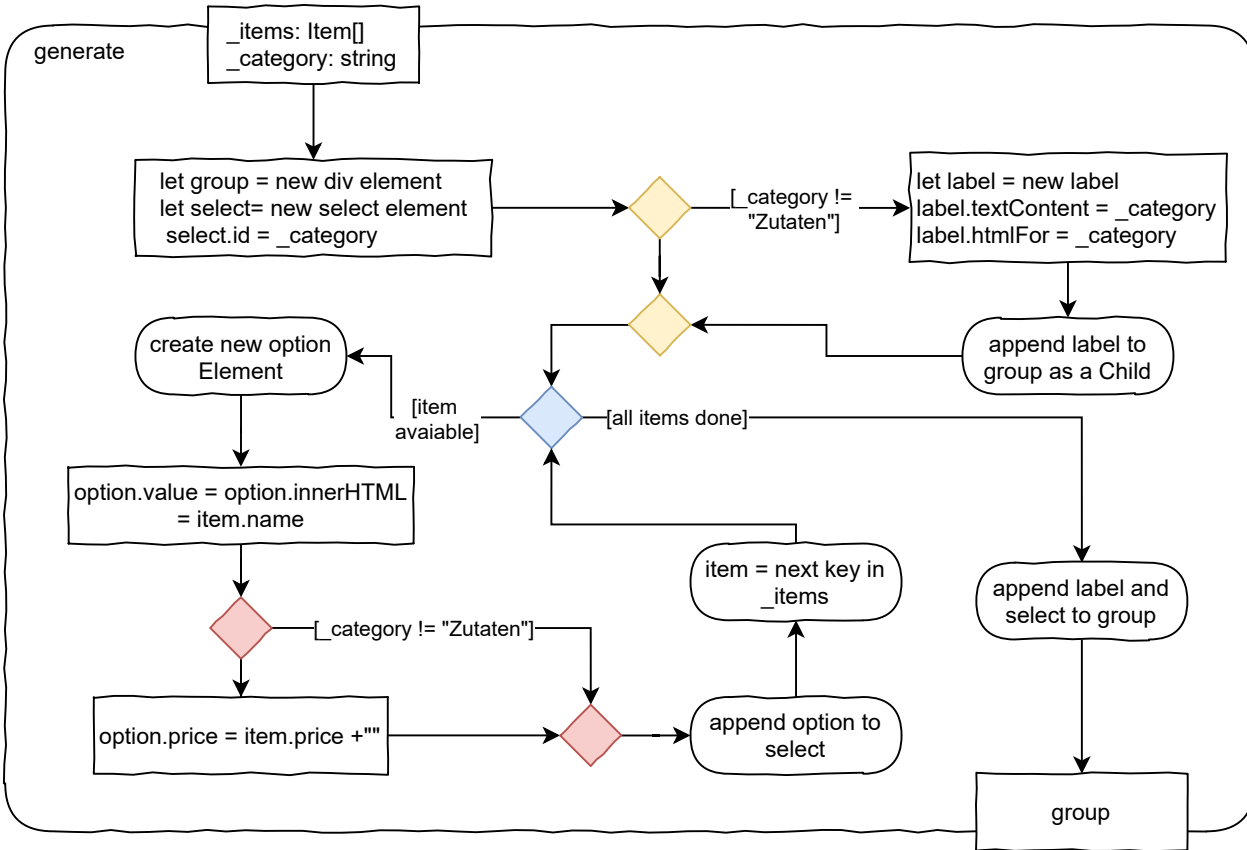 generate
_items: Item[]
_category: string
let group = new div element
let select= new select element
select.id = _category
[_category !=
"Zutaten"]
let label = new label
label.textContent = _category
label.htmlFor = _category
append label to
group as a Child
create new option
Element
[item
avaiable]
[all items done]
option.value = option.innerHTML
= item.name
[_category != "Zutaten"]
option.price = item.price +""
append option to
select
item = next key in
_items
append label and
select to group
group